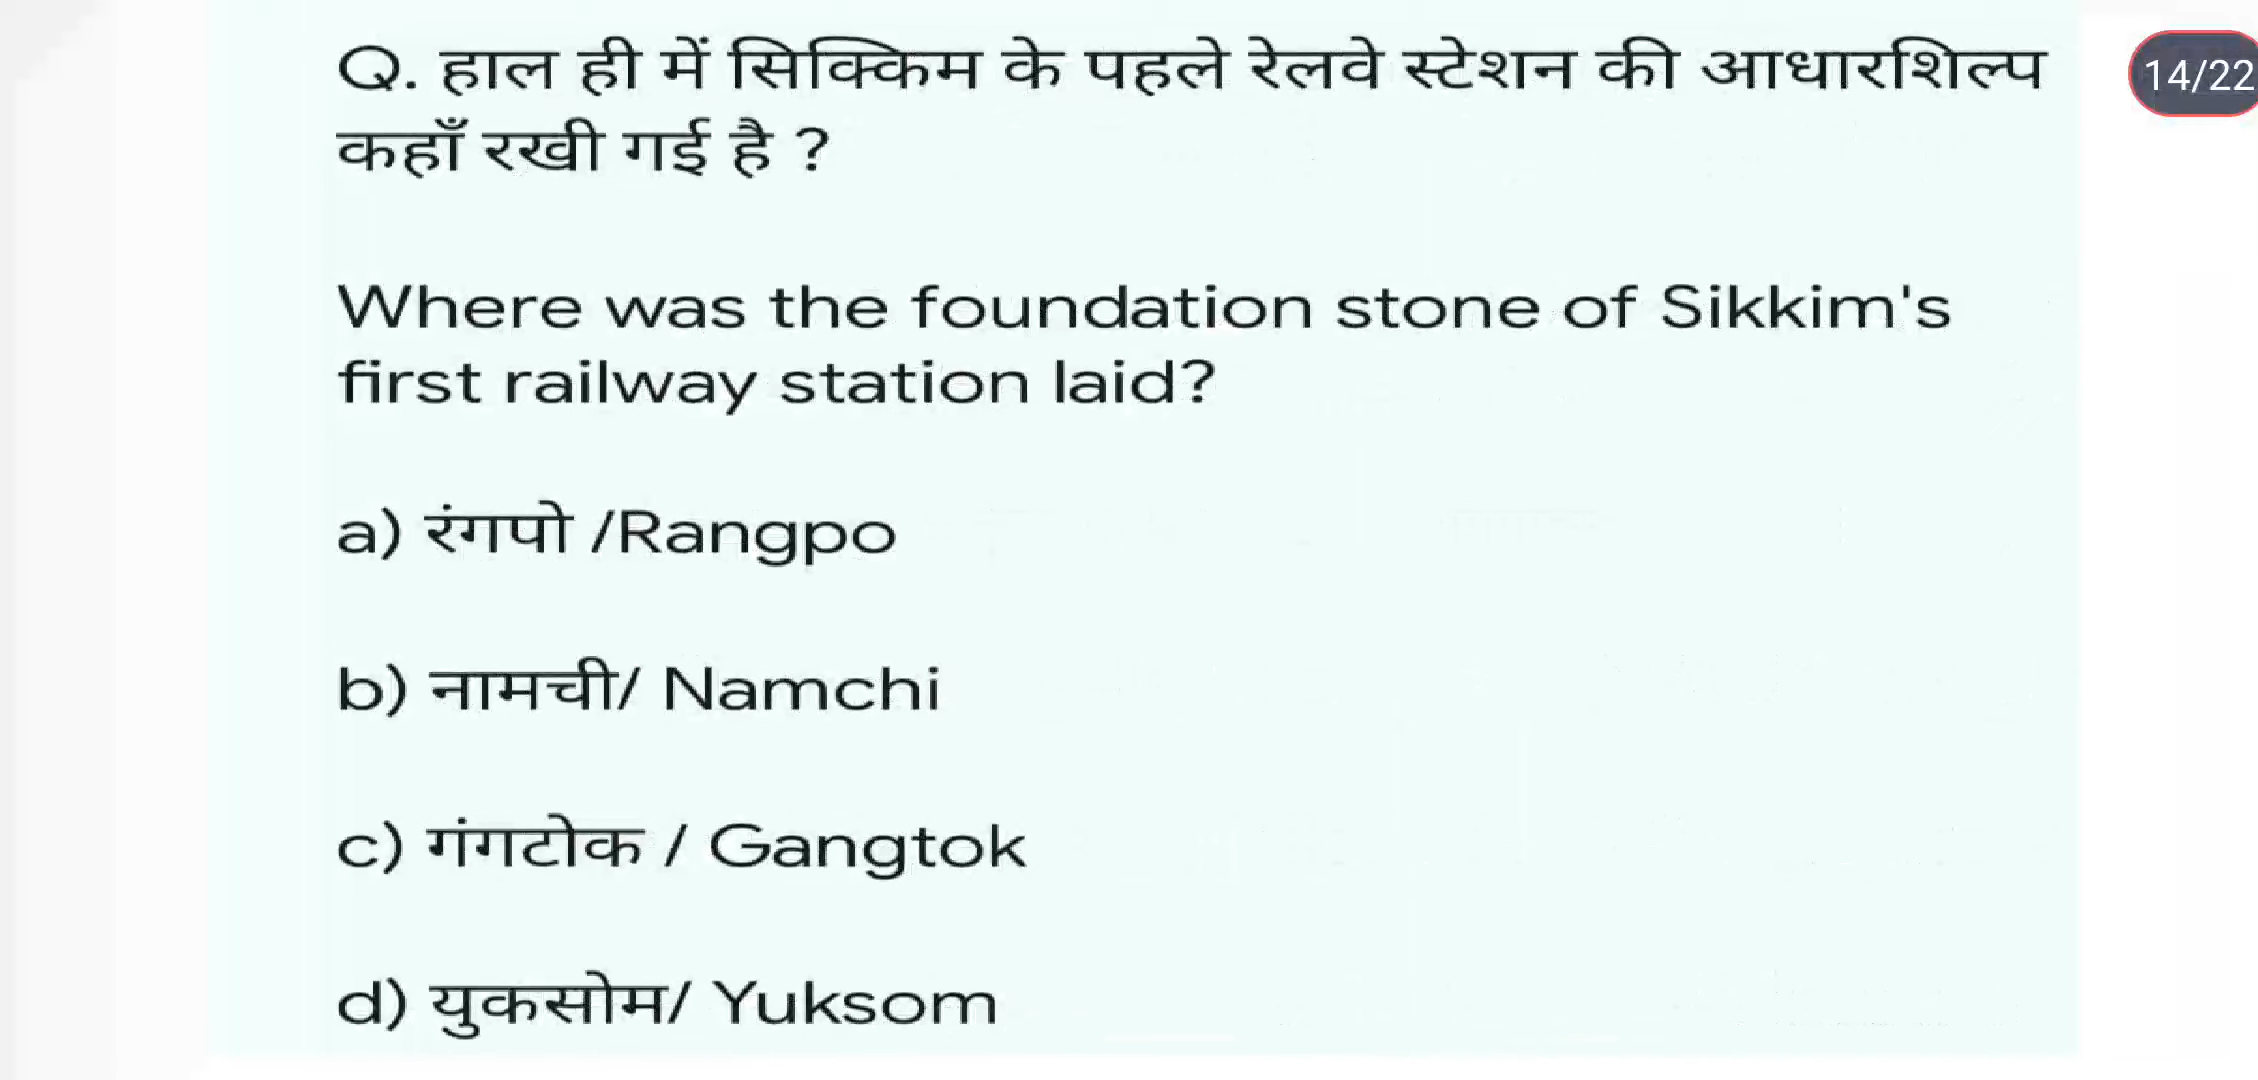 Q. हाल ही में सिक्किम के पहले रेलवे स्टेशन की आधारशिल्प
14/22
कहाँ रखी गई है ?
Where was the foundation stone of Sikkim's
first railway station laid?
a) रंगपो /Rangpo
b) नामची/ Namchi
c) गंगटोक / Gangtok
d) युकसोम/ Yuksom